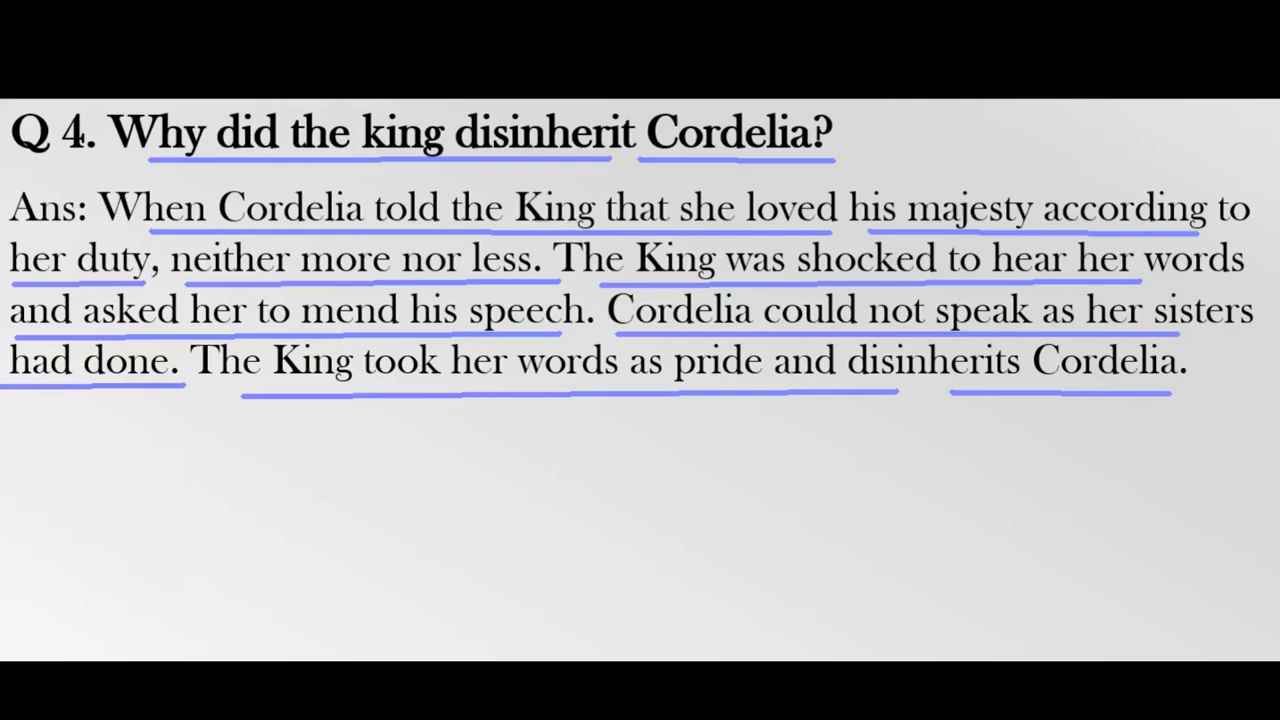 Q 4. Why did the king disinherit Cordelia?
Ans: When Cordelia told the King that she loved his majesty according to
her duty, neither more nor less. The King was shocked to hear her words
and asked her to mend his speech. Cordelia could not speak as her sisters
had done. The King took her words as pride and disinherits Cordelia.